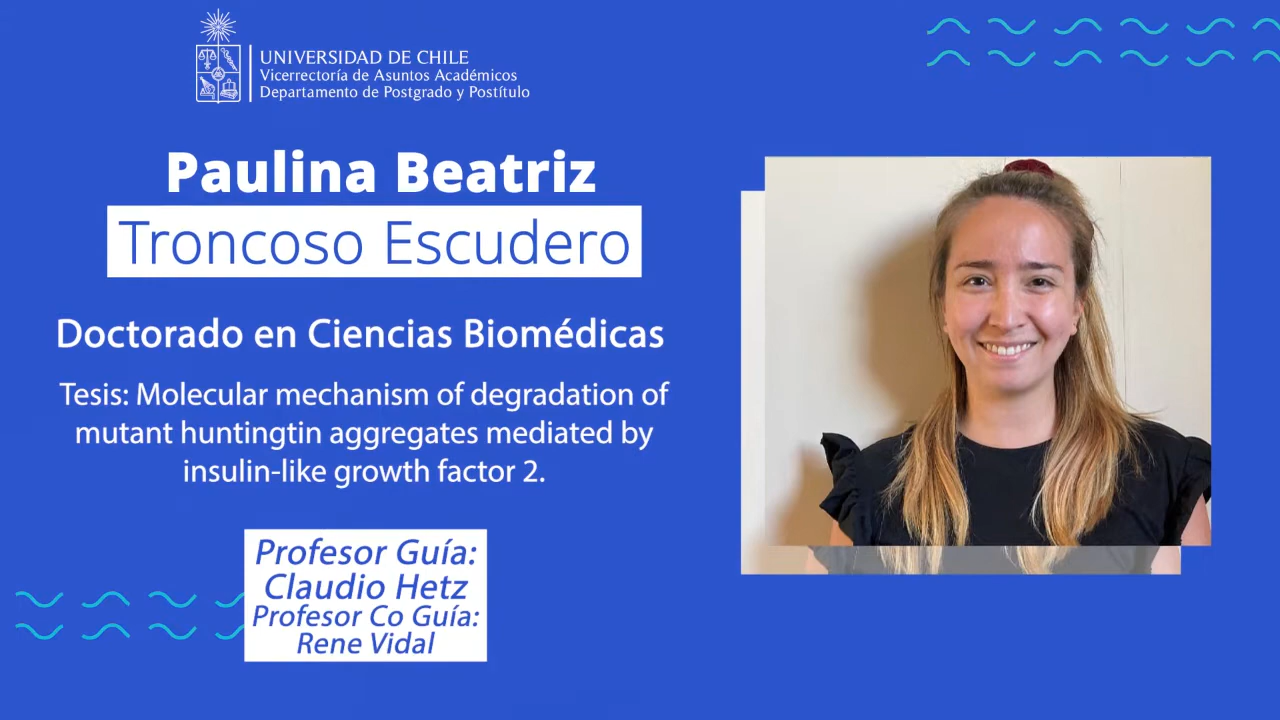 UNIVERSIDAD DE CHILE
Vicerrectoría de Asuntos Académicos
Departamento de Postgrado y Postítulo
Paulina Beatriz
Troncoso Escudero
Doctorado en Ciencias Biomédicas
Tesis: Molecular mechanism of degradation of
mutant huntingtin aggregates mediated by
insulin-like growth factor 2.
Profesor Guía:
Claudio Hetz
Profesor Co Guía:
Rene Vidal